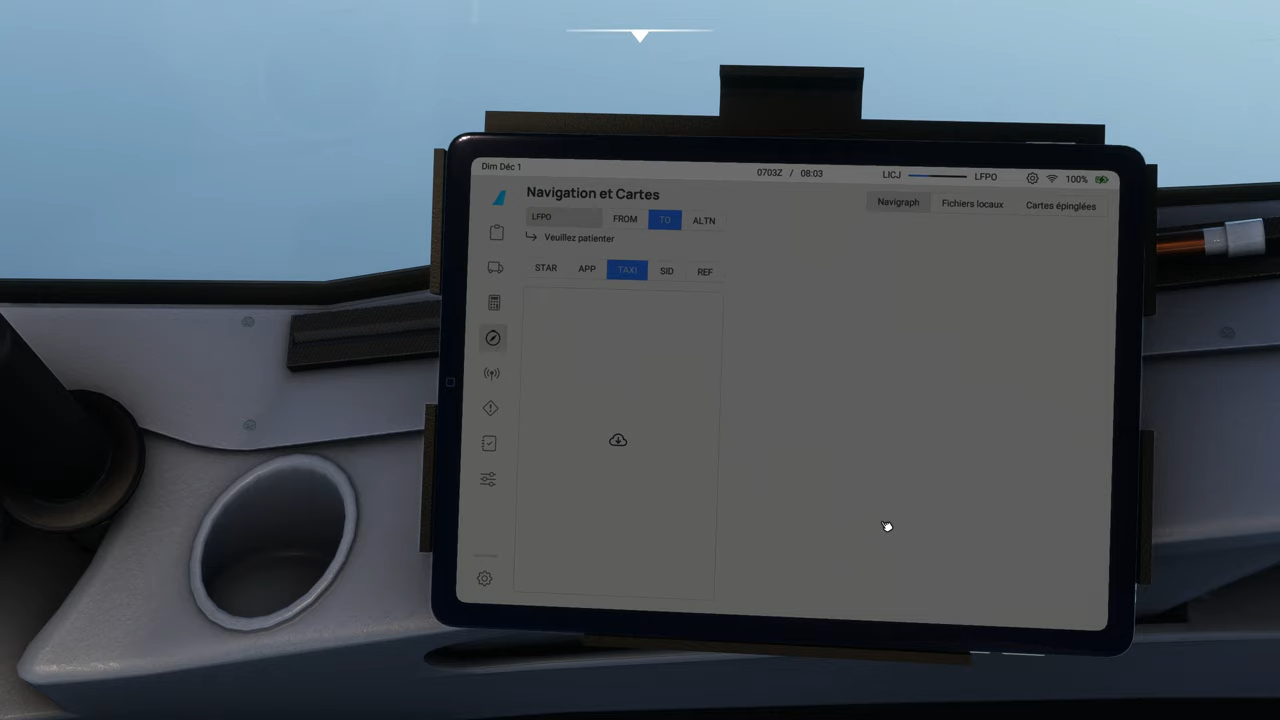 Dim Déc 1
0703Z / 08:03
LICJ LFPO
100%
Navigation et Cartes
Navigraph Fichiers locaux Cartes épinglées
LFPO FROM TO ALTN
Veuillez patienter
STAR APP TAXI SID REF